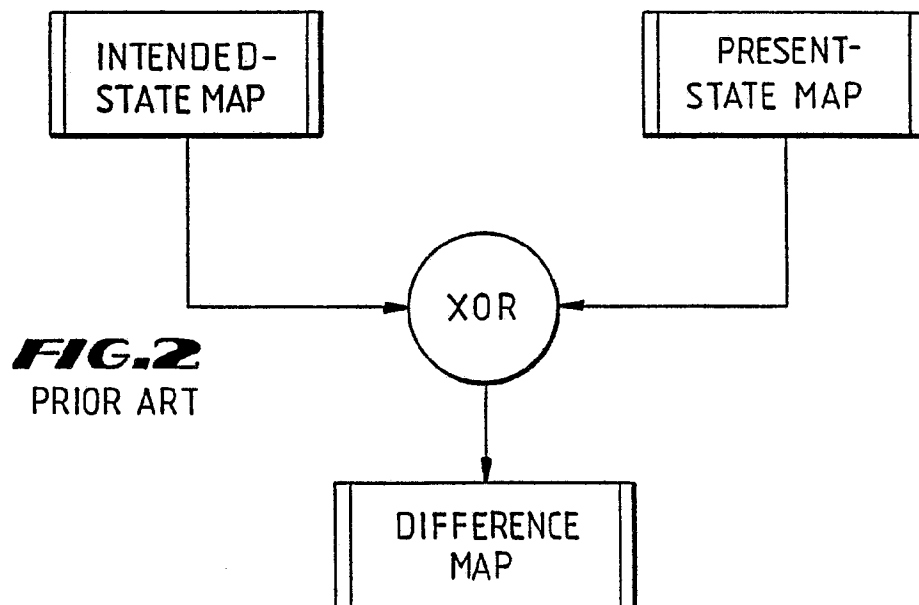 INTENDED-
STATE MAP
PRESENT-
STATE MAP
XOR
FIG.2
PRIOR ART
DIFFERENCE
MAP